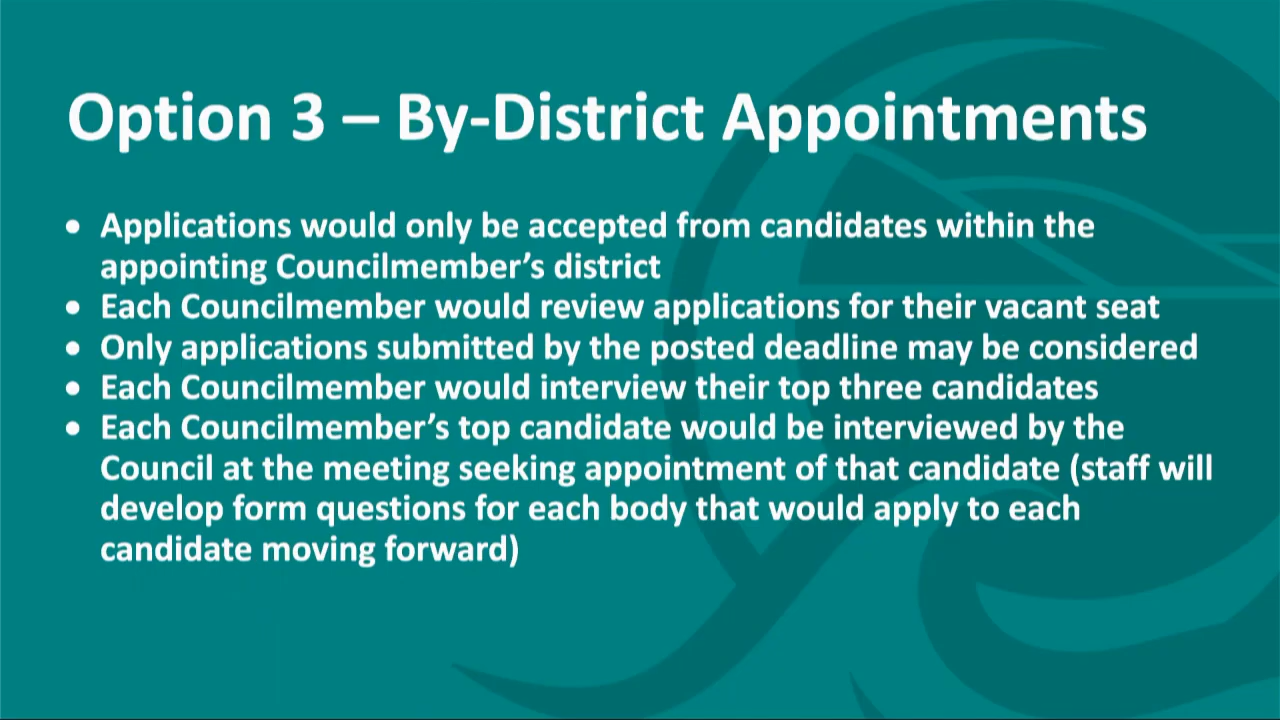 Option 3 – By-District Appointments
• Applications would only be accepted from candidates within the
appointing Councilmember’s district
• Each Councilmember would review applications for their vacant seat
• Only applications submitted by the posted deadline may be considered
• Each Councilmember would interview their top three candidates
• Each Councilmember’s top candidate would be interviewed by the
Council at the meeting seeking appointment of that candidate (staff will
develop form questions for each body that would apply to each
candidate moving forward)